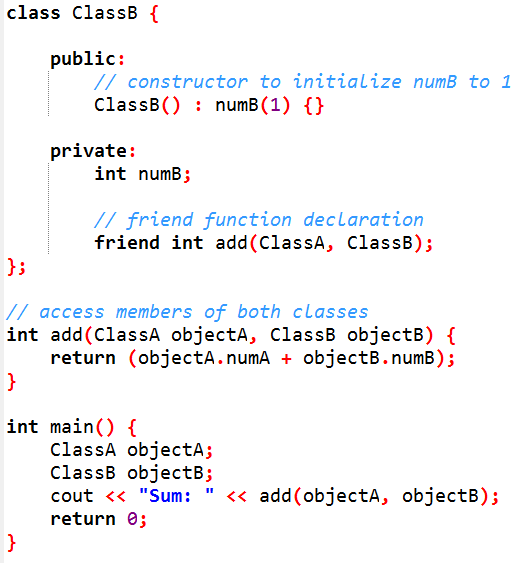 class ClassB {
public:
// constructor to initialize numB to 1
ClassB() : numB(1) {}
private:
int numB;
// friend function declaration
friend int add(ClassA, ClassB);
};
// access members of both classes
int add(ClassA objectA, ClassB objectB) {
return (objectA.numA + objectB.numB);
}
int main() {
ClassA objectA;
ClassB objectB;
cout << "Sum: " << add(objectA, objectB);
return 0;
}